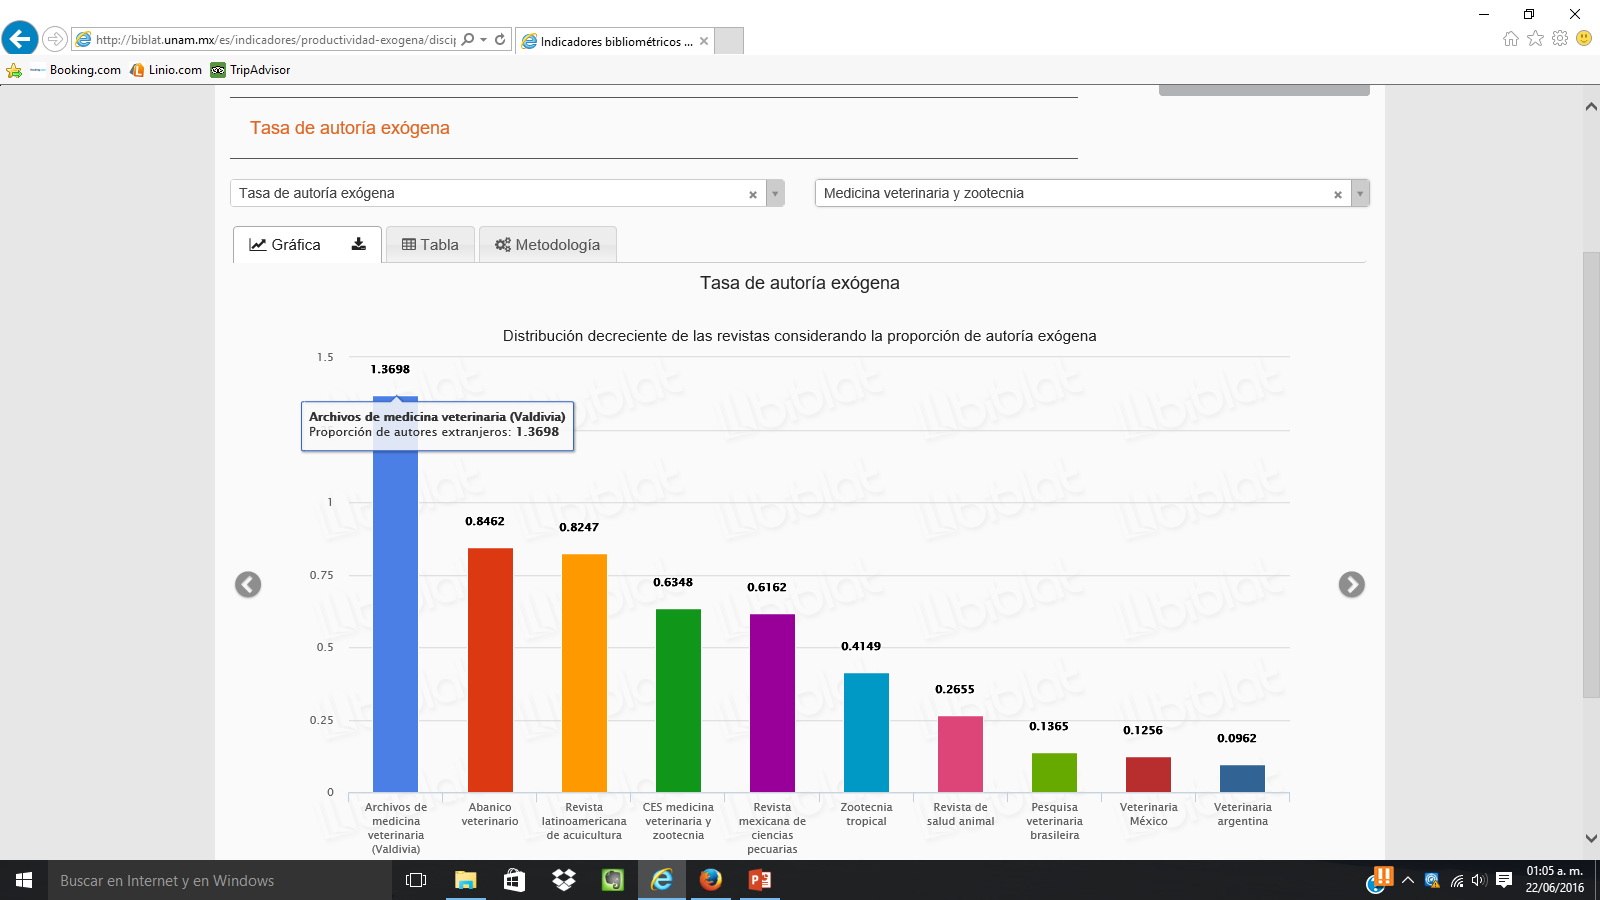 http://biblat.unam.mx/es/indicadores/productividad-exogena/discip
Indicadores bibliométricos ...
Booking.com
Linio.com
TripAdvisor
Tasa de autoría exógena
Tasa de autoría exógena
Medicina veterinaria y zootecnia
Gráfica
Tabla
Metodología
Tasa de autoría exógena
Distribución decreciente de las revistas considerando la proporción de autoría exógena
1.5
1
0.75
0.5
0.25
0
1.3698
Archivos de medicina veterinaria (Valdivia)
Proporción de autores extranjeros: 1.3698
0.8462
0.8247
0.6348
0.6162
0.4149
0.2655
0.1365
0.1256
0.0962
Archivos de
medicina
veterinaria
(Valdivia)
Abanico
veterinario
Revista
latinoamericana
de acuicultura
CES medicina
veterinaria y
zootecnia
Revista
mexicana de
ciencias
pecuarias
Zootecnia
tropical
Revista de
salud animal
Pesquisa
veterinaria
brasileira
Veterinaria
México
Veterinaria
argentina
biblat
Buscar en Internet y en Windows
01:05 a. m.
22/06/2016